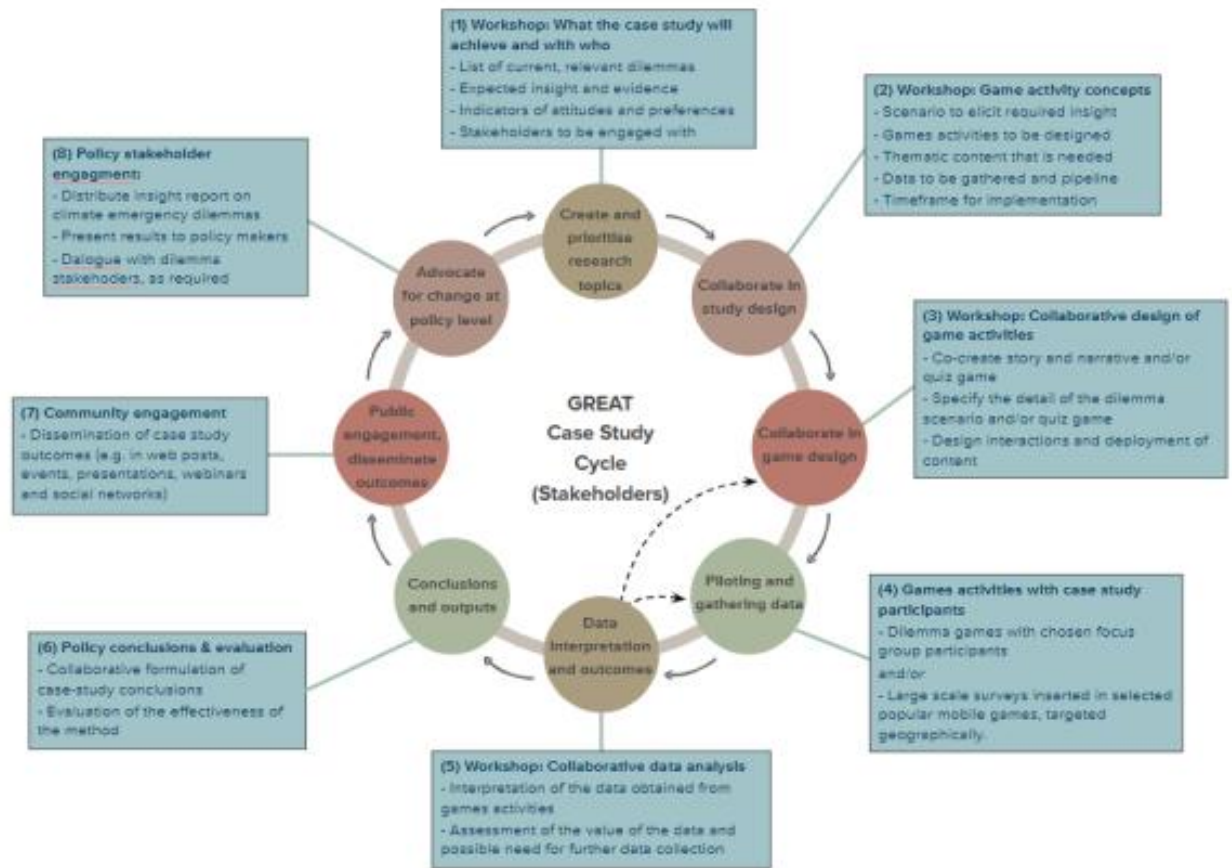 (1) Workshop: What the case study will
achieve and with who
- List of current, relevant dilemmas
- Expected insight and evidence
- Indicators of attitudes and preferences
- Stakeholders to be engaged with
(2) Workshop: Game activity concepts
- Scenario to elicit required insight
- Games activities to be designed
- Thematic content that is needed
- Data to be gathered and pipeline
- Timeframe for implementation
(3) Workshop: Collaborative design of
game activities
- Co-create story and narrative and/or
quiz game
- Specify the detail of the dilemma
scenario and/or quiz game
- Design interactions and deployment of
content
(4) Games activities with case study
participants
- Dilemma games with chosen focus
group participants
and/or
- Large scale surveys inserted in selected
popular mobile games, targeted
geographically.
(5) Workshop: Collaborative data analysis
- Interpretation of the data obtained from
games activities
- Assessment of the value of the data and
possible need for further data collection
(6) Policy conclusions & evaluation
- Collaborative formulation of
case-study conclusions
- Evaluation of the effectiveness of
the method
(7) Community engagement
- Dissemination of case study
outcomes (e.g. in web posts,
events, presentations, webinars
and social networks)
(8) Policy stakeholder
engagment:
- Distribute insight report on
climate emergency dilemmas
- Present results to policy makers
- Dalogue with dilemma
stakehoders, as required
Create and
prioritise
research
topics
Collaborate in
study design
Collaborate in
game design
Piloting and
gathering data
Data
Interpretation
and outcomes
Conclusions
and outputs
Public
engagement,
disseminate
outcomes
Advocate
for change at
policy level
GREAT
Case Study
Cycle
(Stakeholders)